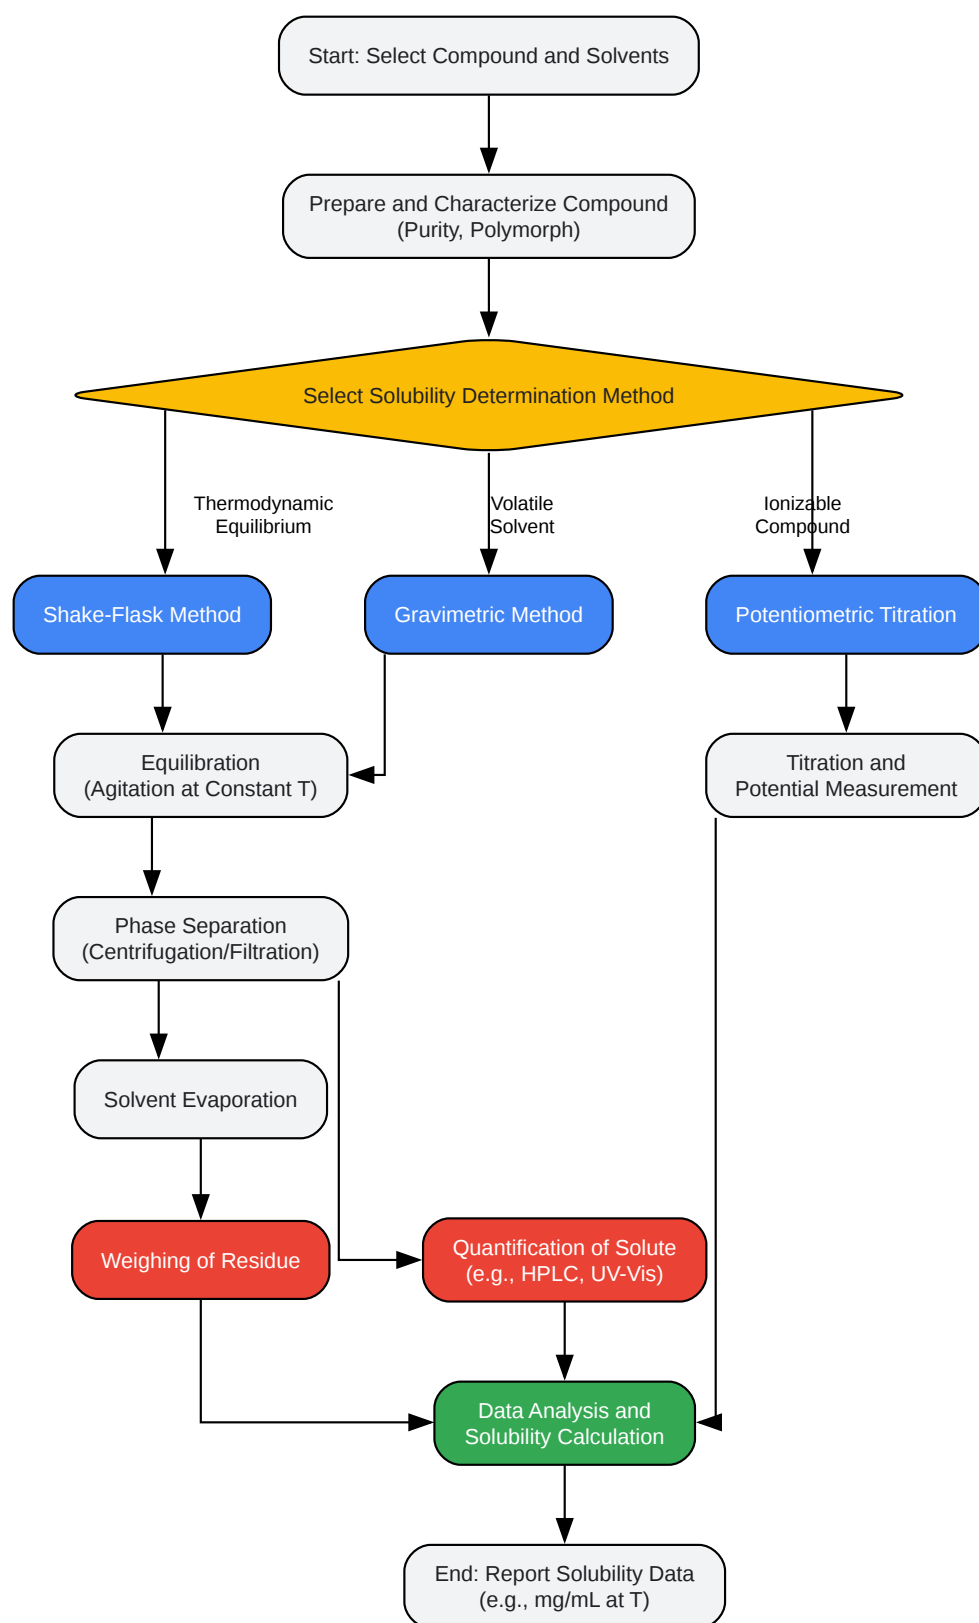 Start: Select Compound and Solvents
Prepare and Characterize Compound
(Purity, Polymorph)
Select Solubility Determination Method
Thermodynamic
Equilibrium
Volatile
Solvent
Ionizable
Compound
Shake-Flask Method
Gravimetric Method
Potentiometric Titration
Equilibration
(Agitation at Constant T)
Titration and
Potential Measurement
Phase Separation
(Centrifugation/Filtration)
Solvent Evaporation
Weighing of Residue
Quantification of Solute
(e.g., HPLC, UV-Vis)
Data Analysis and
Solubility Calculation
End: Report Solubility Data
(e.g., mg/mL at T)